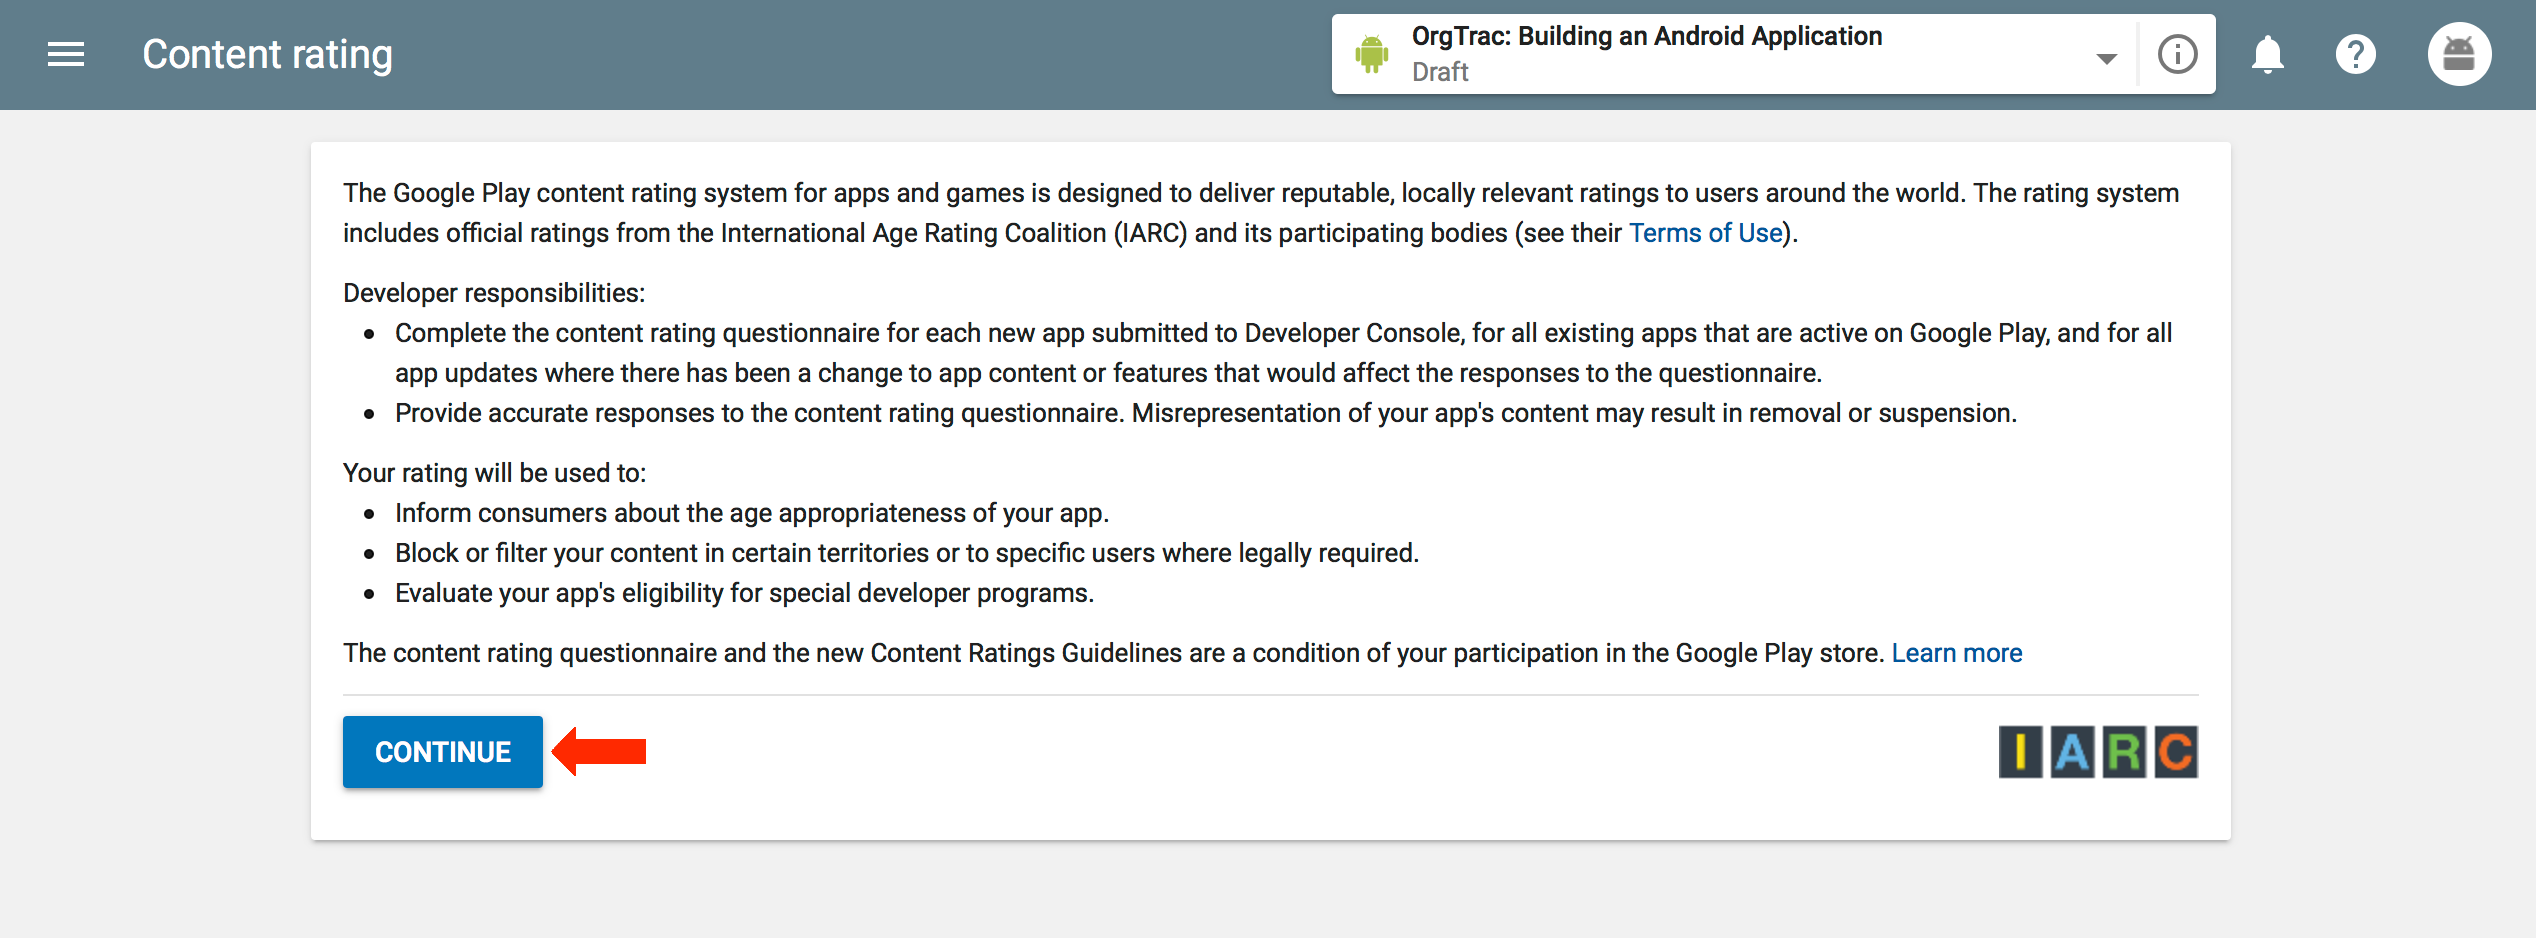 Content rating
OrgTrac: Building an Android Application
Draft
The Google Play content rating system for apps and games is designed to deliver reputable, locally relevant ratings to users around the world. The rating system
includes official ratings from the International Age Rating Coalition (IARC) and its participating bodies (see their Terms of Use).
Developer responsibilities:
• Complete the content rating questionnaire for each new app submitted to Developer Console, for all existing apps that are active on Google Play, and for all
app updates where there has been a change to app content or features that would affect the responses to the questionnaire.
• Provide accurate responses to the content rating questionnaire. Misrepresentation of your app's content may result in removal or suspension.
Your rating will be used to:
• Inform consumers about the age appropriateness of your app.
• Block or filter your content in certain territories or to specific users where legally required.
• Evaluate your app's eligibility for special developer programs.
The content rating questionnaire and the new Content Ratings Guidelines are a condition of your participation in the Google Play store. Learn more
CONTINUE
IARC